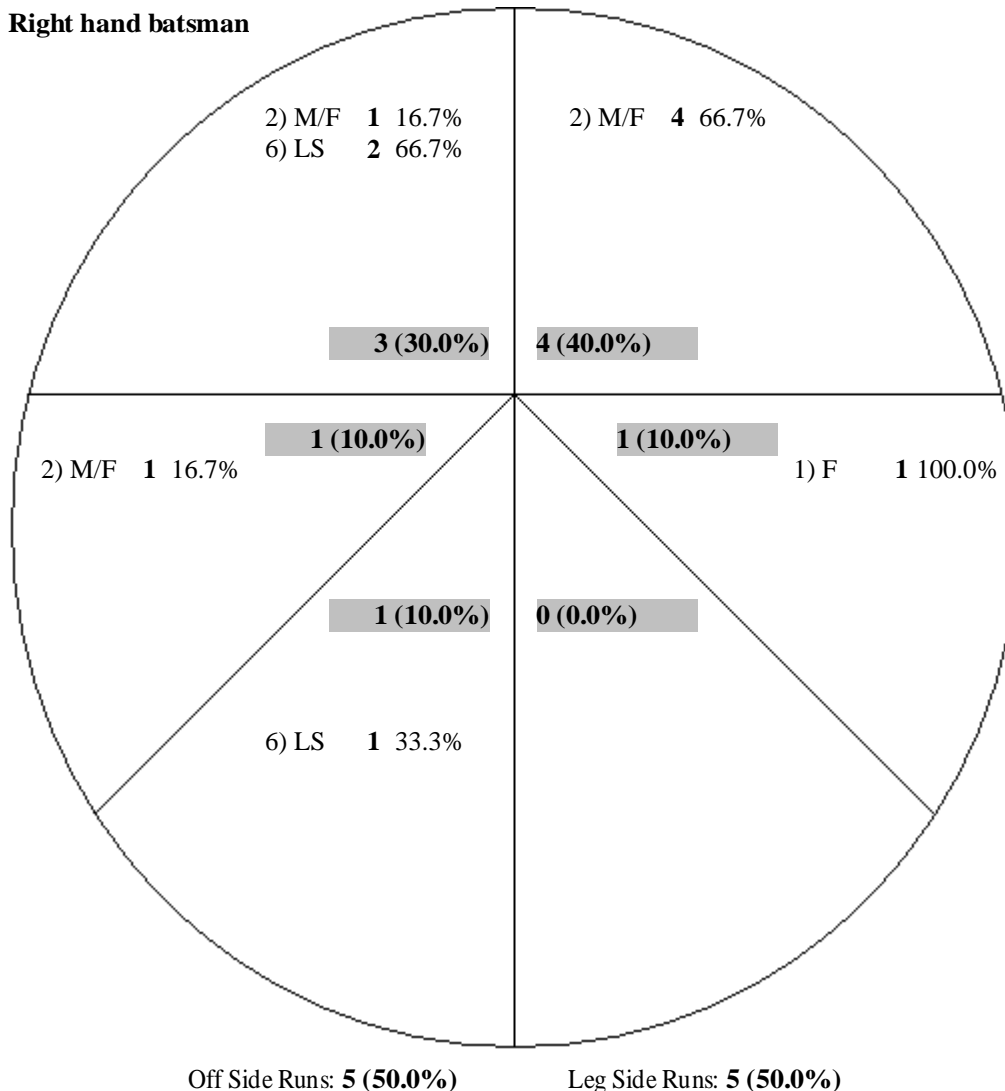 Right hand batsman
2) M/F 1 16.7% 2) M/F 4 66.7%
6) LS 2 66.7%
3 (30.0%) 4 (40.0%)
1 (10.0%) 1 (10.0%)
2) M/F 1 16.7% 1) F 1 100.0%
1 (10.0%) 0 (0.0%)
6) LS 1 33.3%
Off Side Runs: 5 (50.0%) Leg Side Runs: 5 (50.0%)